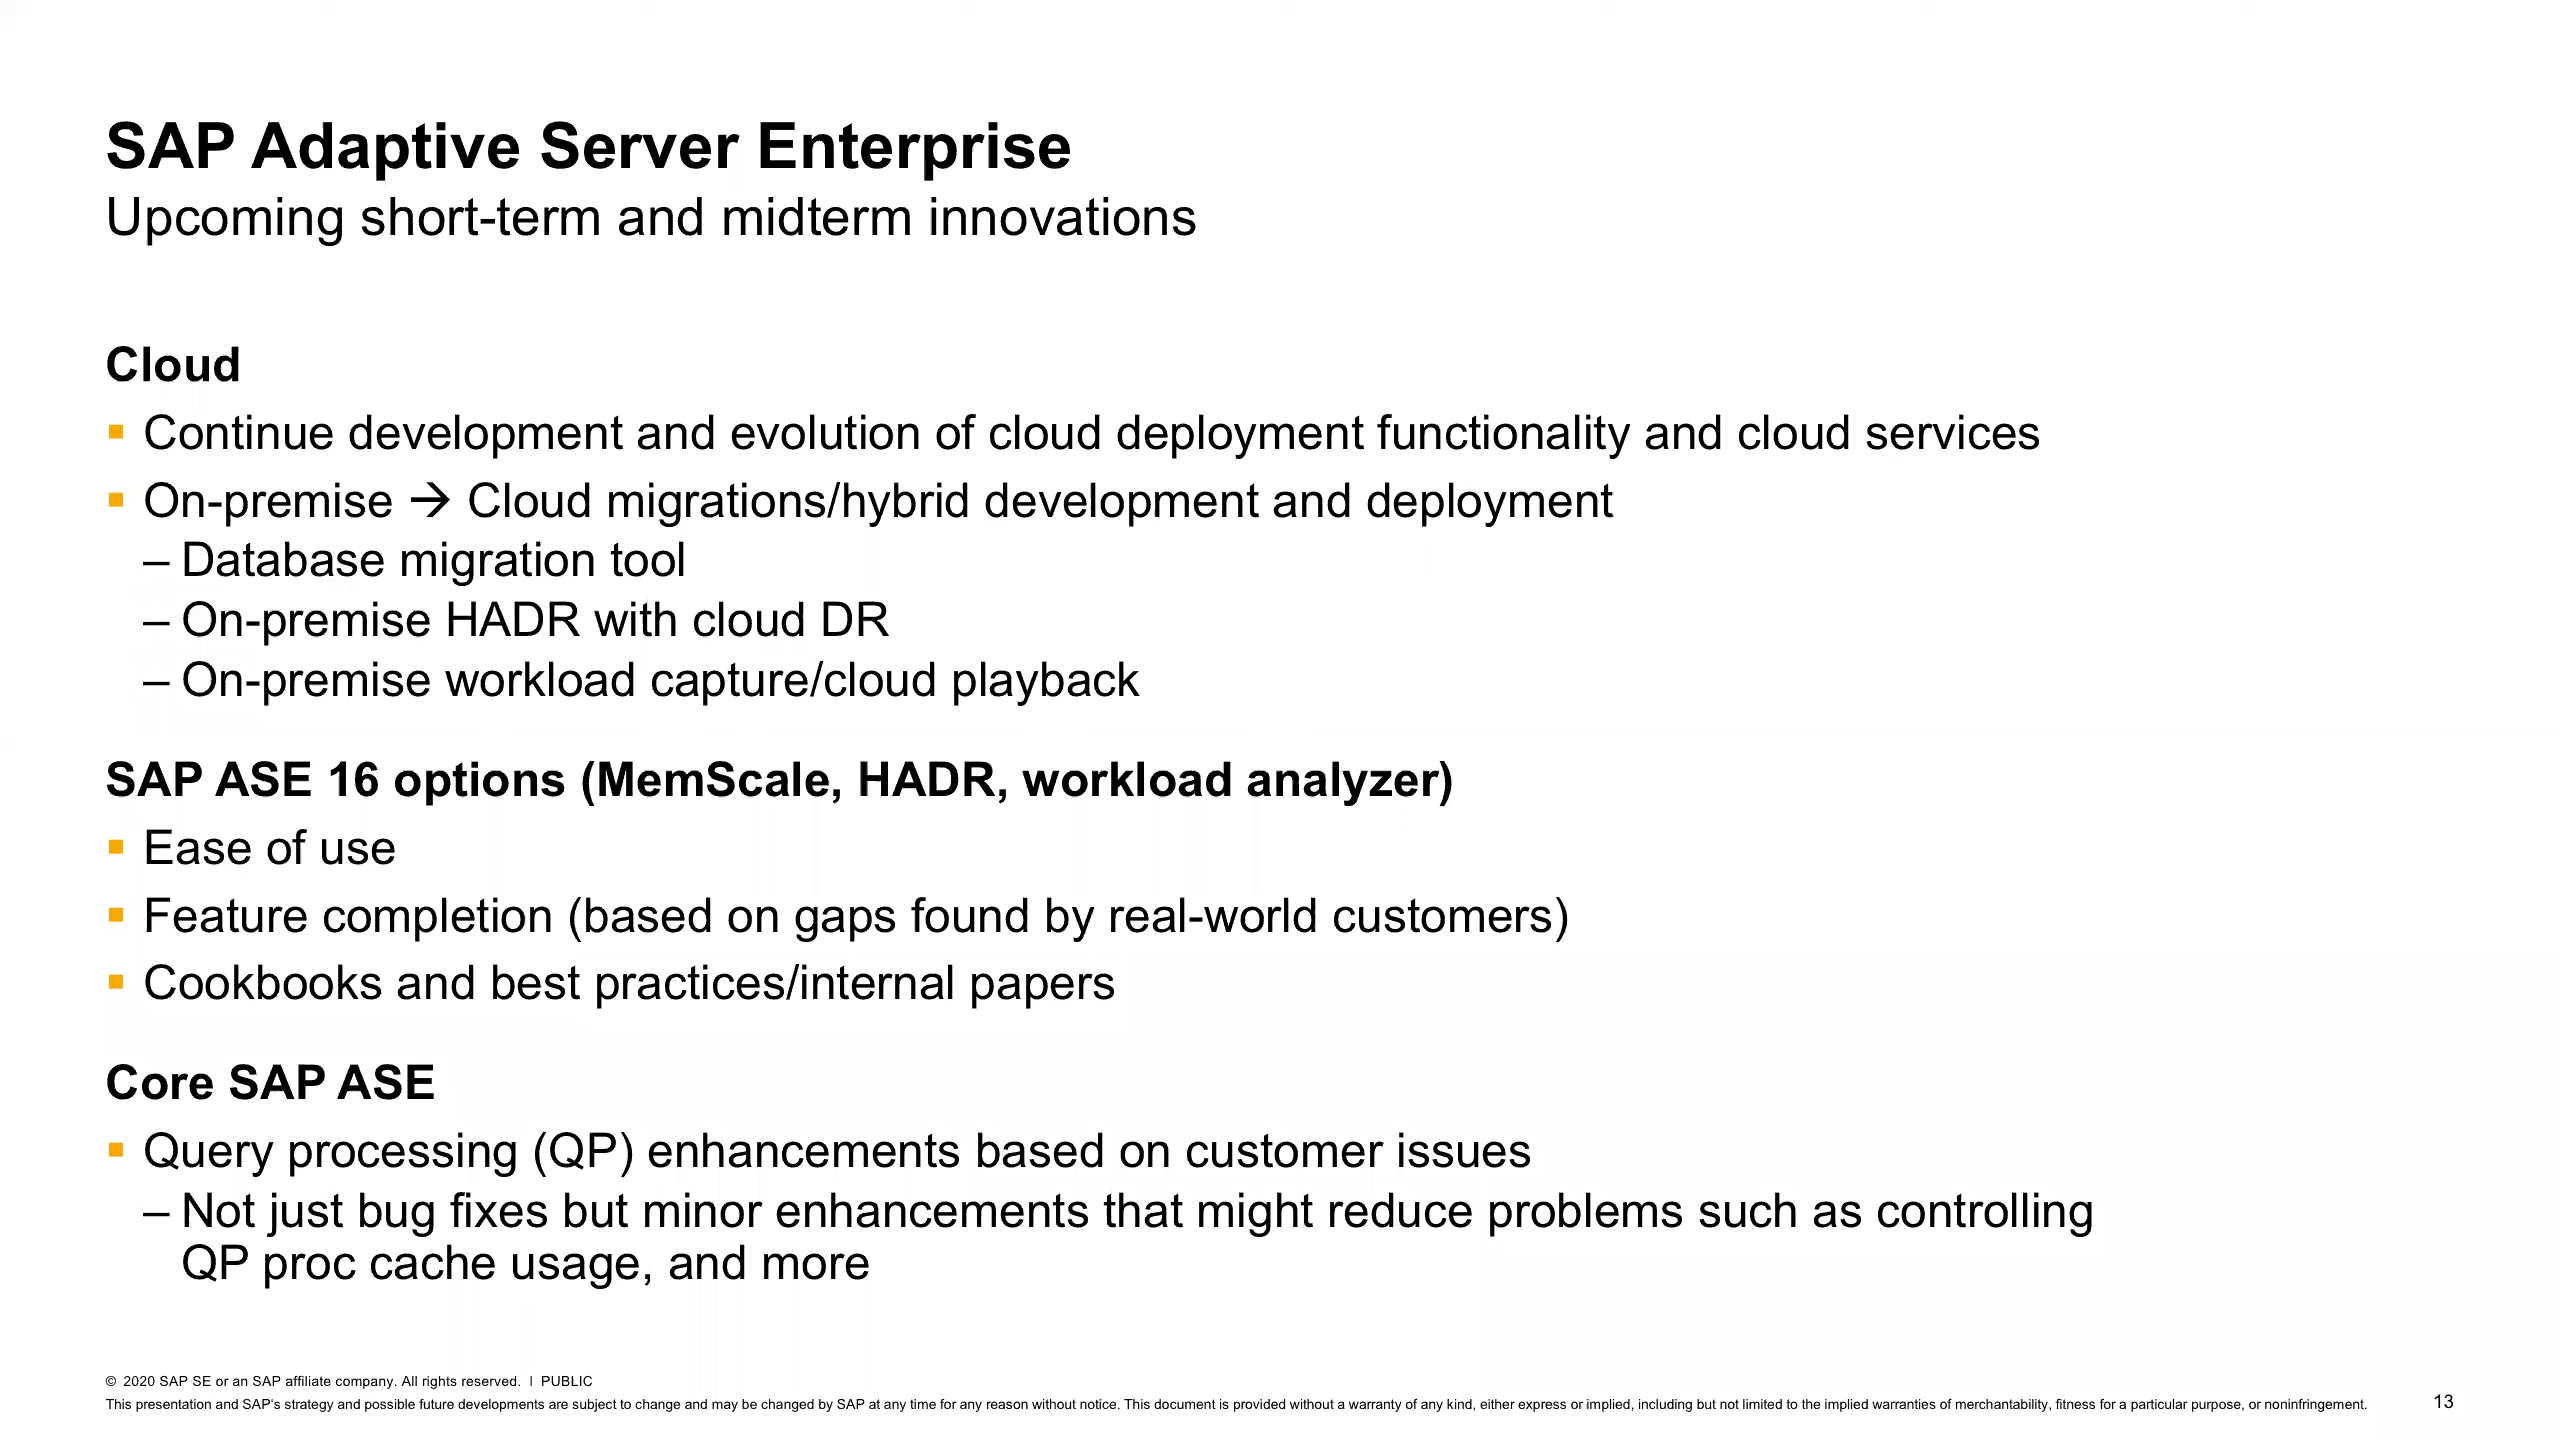 SAP Adaptive Server Enterprise
Upcoming short-term and midterm innovations
Cloud
▪ Continue development and evolution of cloud deployment functionality and cloud services
▪ On-premise → Cloud migrations/hybrid development and deployment
– Database migration tool
– On-premise HADR with cloud DR
– On-premise workload capture/cloud playback
SAP ASE 16 options (MemScale, HADR, workload analyzer)
▪ Ease of use
▪ Feature completion (based on gaps found by real-world customers)
▪ Cookbooks and best practices/internal papers
Core SAP ASE
▪ Query processing (QP) enhancements based on customer issues
– Not just bug fixes but minor enhancements that might reduce problems such as controlling
QP proc cache usage, and more
© 2020 SAP SE or an SAP affiliate company. All rights reserved. ǀ PUBLIC
This presentation and SAP's strategy and possible future developments are subject to change and may be changed by SAP at any time for any reason without notice. This document is provided without a warranty of any kind, either express or implied, including but not limited to the implied warranties of merchantability, fitness for a particular purpose, or noninfringement.
13